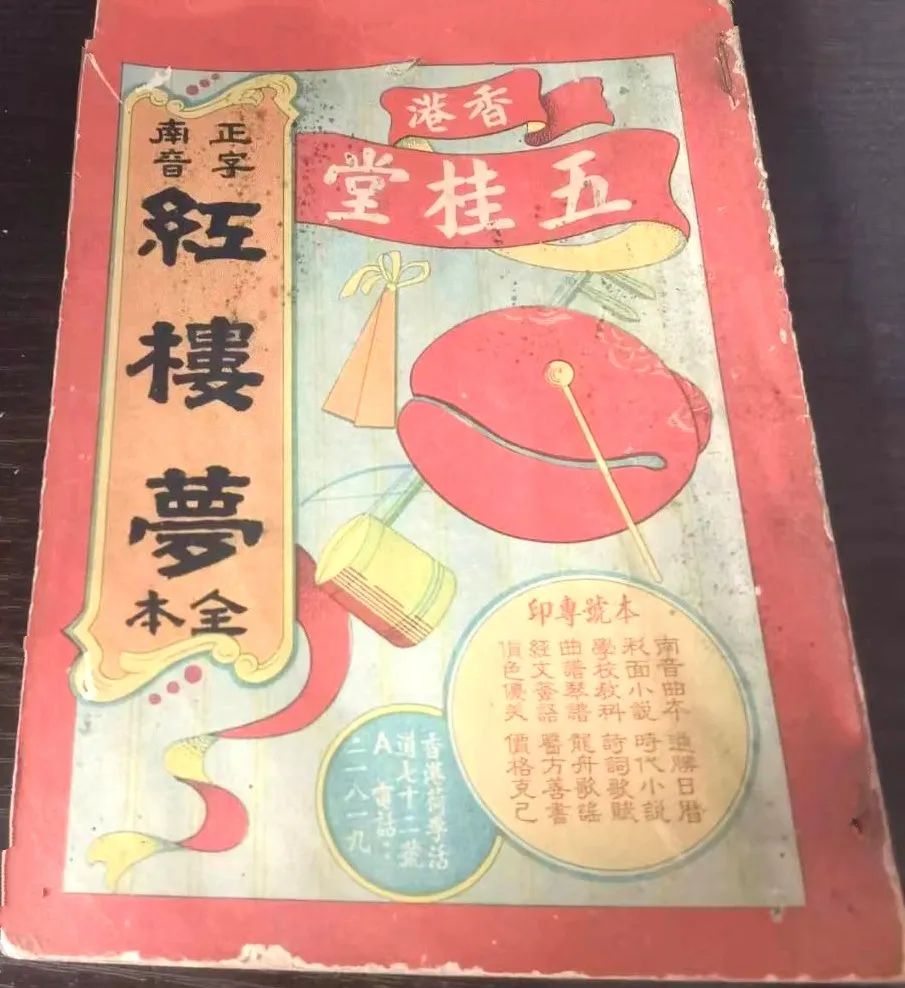 香港
五桂堂
正字
南音
紅樓夢
全本
本號專印
南音曲本
彩面小說
學校教科
曲譜琴譜
經文籤語
貨色優美
通勝日曆
時代小說
詩詞歌賦
龍舟歌謠
醫方善書
價格克己
香港荷李活
道七十二號
A 電話：
二二八一九